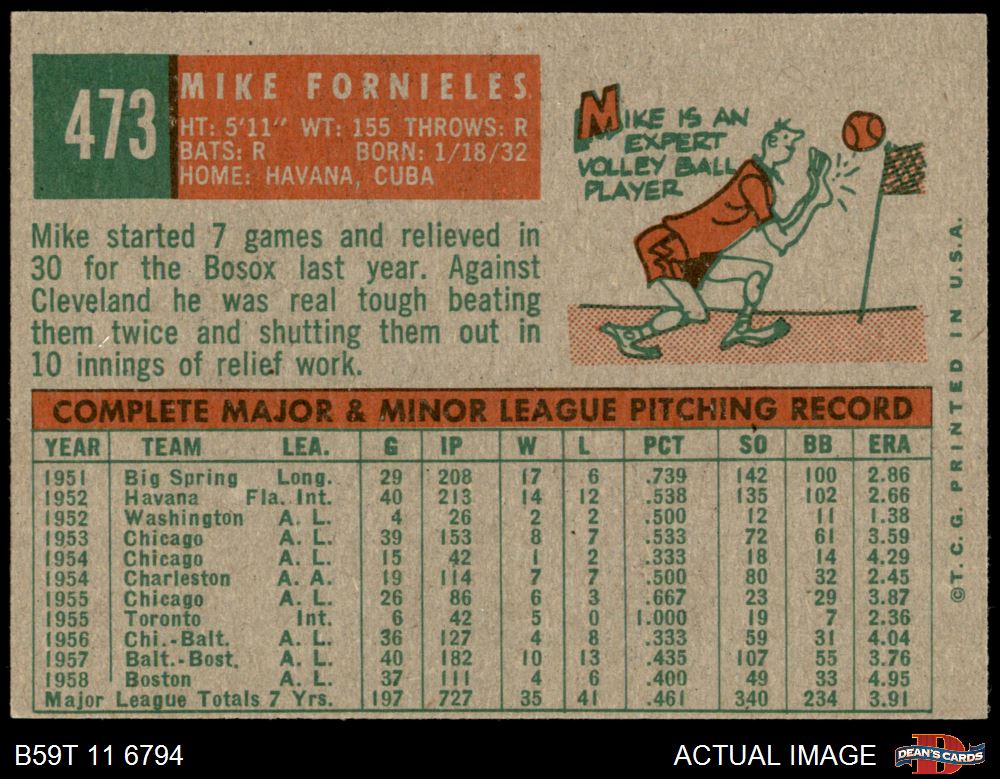 473
MIKE FORNIELES
HT: 5'11" WT: 155 THROWS: R
BATS: R BORN: 1/18/32
HOME: HAVANA, CUBA
MIKE IS AN
EXPERT
VOLLEY BALL
PLAYER
Mike started 7 games and relieved in
30 for the Bosox last year. Against
Cleveland he was real tough beating
them twice and shutting them out in
10 innings of relief work.
COMPLETE MAJOR & MINOR LEAGUE PITCHING RECORD
YEAR TEAM LEA. G IP W L PCT SO BB ERA
1951 Big Spring Long. 29 208 17 6 .739 142 100 2.86
1952 Havana Fla. Int. 40 213 14 12 .538 135 102 2.66
1952 Washington A. L. 4 26 2 2 .500 12 11 1.38
1953 Chicago A. L. 39 153 8 7 .533 72 61 3.59
1954 Chicago A. L. 15 42 1 2 .333 18 14 4.29
1954 Charleston A. A. 19 114 7 7 .500 80 32 2.45
1955 Chicago A. L. 26 86 6 3 .667 23 29 3.87
1955 Toronto Int. 6 42 5 0 1.000 19 7 2.36
1956 Chi.-Balt. A. L. 36 127 4 8 .333 59 31 4.04
1957 Balt.-Bost. A. L. 40 182 10 13 .435 107 55 3.76
1958 Boston A. L. 37 111 4 6 .400 49 33 4.95
Major League Totals 7 Yrs. 197 727 35 41 .461 340 234 3.91
©T. C. G. PRINTED IN U.S.A.
B59T 11 6794
ACTUAL IMAGE
DEAN'S CARDS